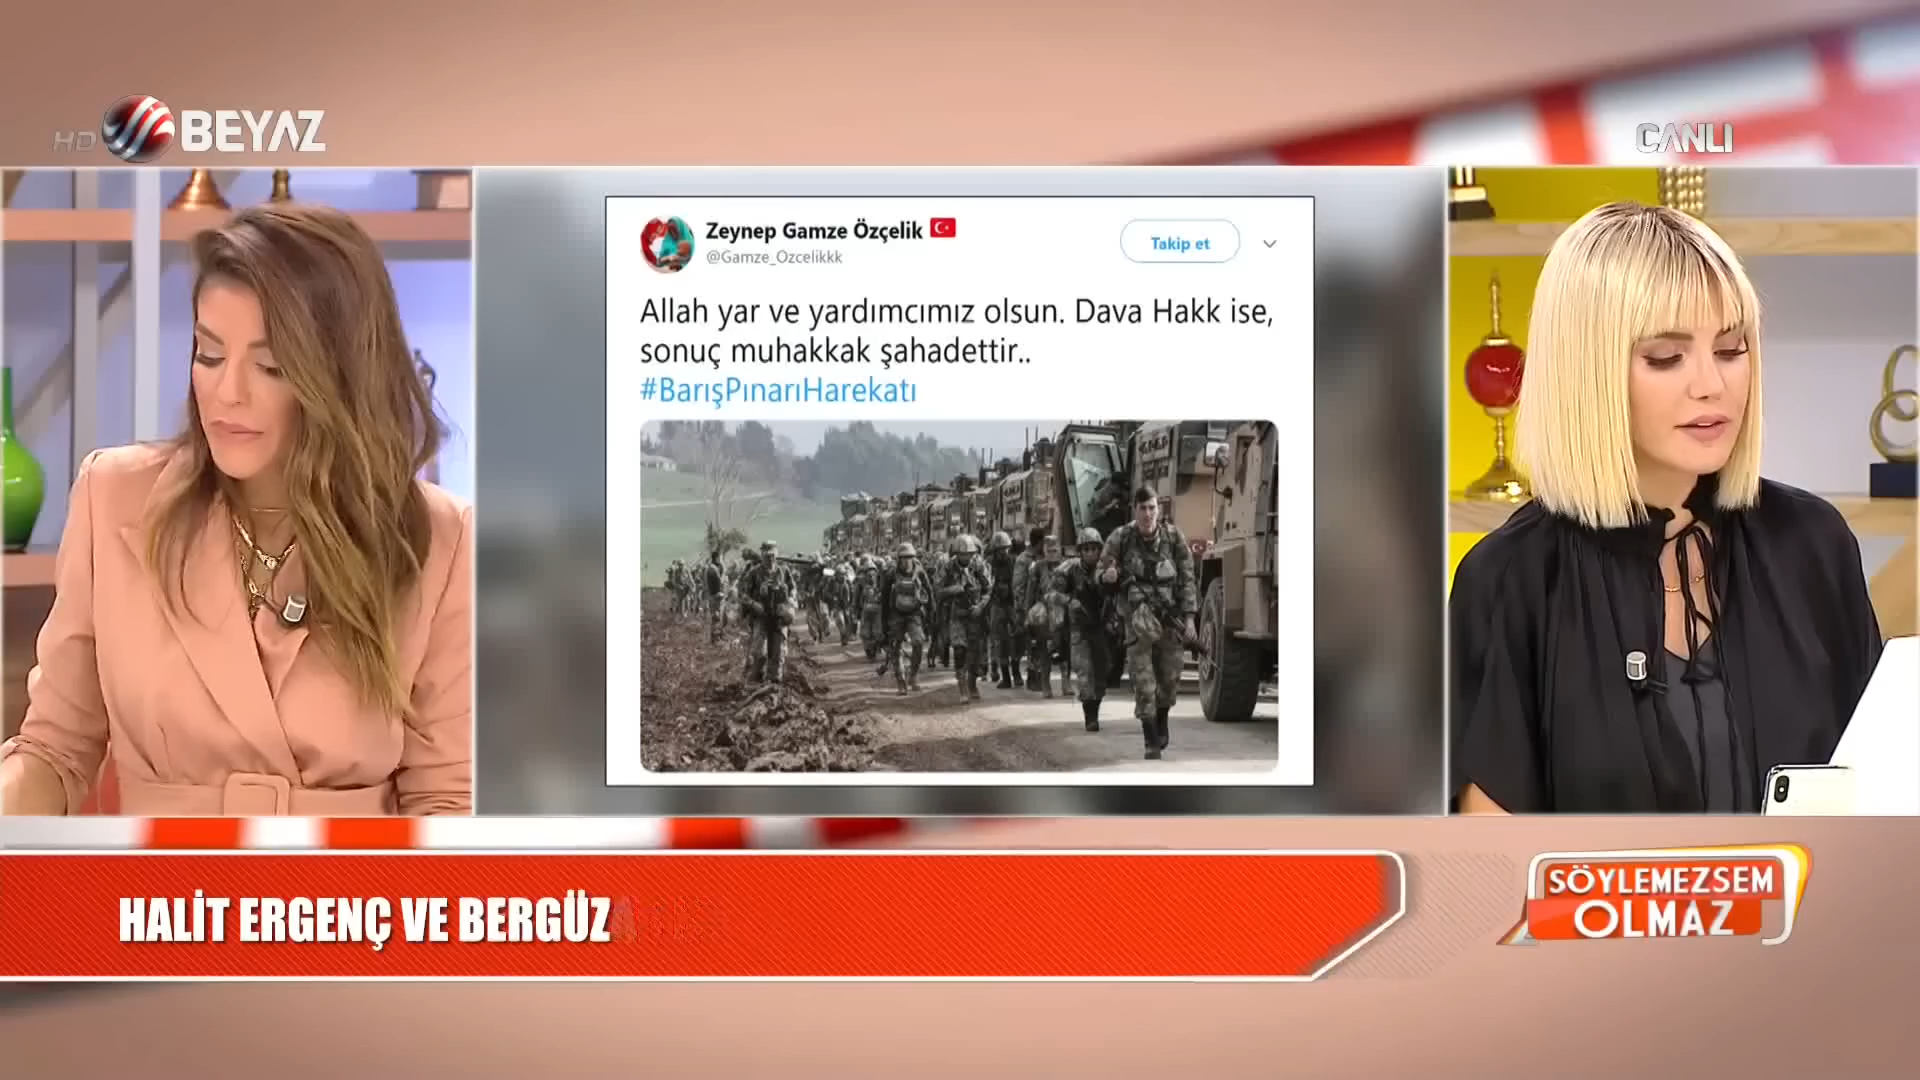 HD BEYAZ
CANLI
Zeynep Gamze Özçelik
@Gamze_Ozcelikkk
Takip et
Allah yar ve yardımcımız olsun. Dava Hakk ise,
sonuç muhakkak şahadettir..
#BarışPınarıHarekatı
HALİT ERGENÇ VE BERGÜZ
SÖYLEMEZSEM
OLMAZ